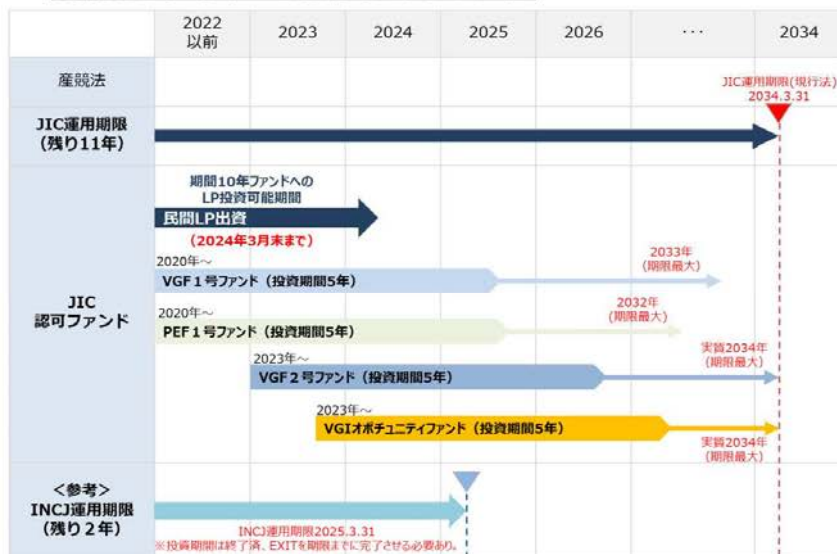 2022
以前
2023
2024
2025
2026
・・・
2034
産競法
JIC運用期限(現行法)
2034.3.31
JIC運用期限
(残り11年)
期間10年ファンドへの
LP投資可能期間
民間LP出資
(2024年3月末まで)
JIC
認可ファンド
2020年～
VGF1号ファンド（投資期間5年）
2033年
(期限最大)
2020年～
PEF1号ファンド（投資期間5年）
2032年
(期限最大)
2023年～
VGF2号ファンド（投資期間5年）
実質2034年
(期限最大)
2023年～
VGIオポチュニティファンド（投資期間5年）
実質2034年
(期限最大)
＜参考＞
INCJ運用期限
(残り2年)
INCJ運用期限2025.3.31
※投資期間は終了済、EXITを期限までに完了させる必要あり。